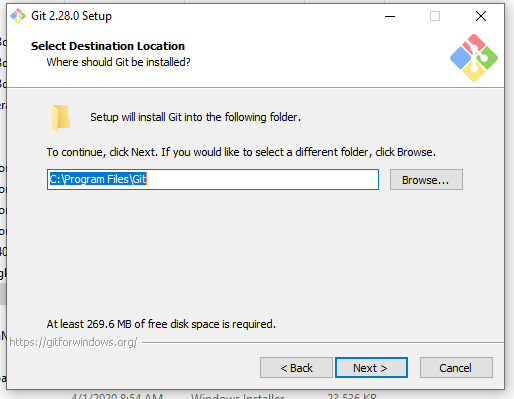 Git 2.28.0 Setup
Select Destination Location
Where should Git be installed?
Setup will install Git into the following folder.
To continue, click Next. If you would like to select a different folder, click Browse.
C:\Program Files\Git
Browse...
At least 269.6 MB of free disk space is required.
https://gitforwindows.org/
< Back
Next >
Cancel
4/1/2020 8:54 AM Windows Installer 23,536 KB